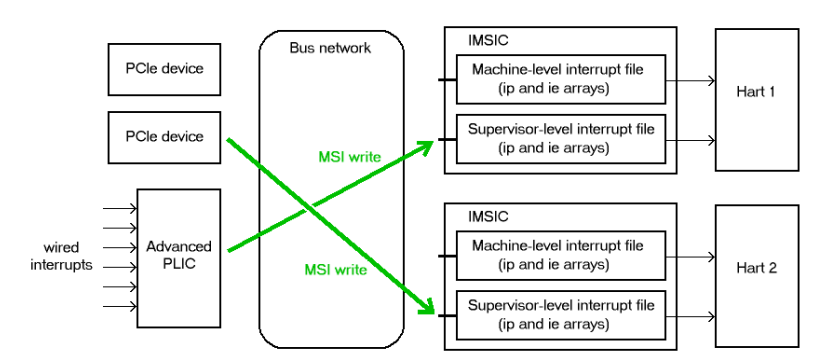 PCIe device
PCIe device
wired
interrupts
Advanced
PLIC
Bus network
MSI write
MSI write
IMSIC
Machine-level interrupt file
(ip and ie arrays)
Supervisor-level interrupt file
(ip and ie arrays)
Hart 1
IMSIC
Machine-level interrupt file
(ip and ie arrays)
Supervisor-level interrupt file
(ip and ie arrays)
Hart 2